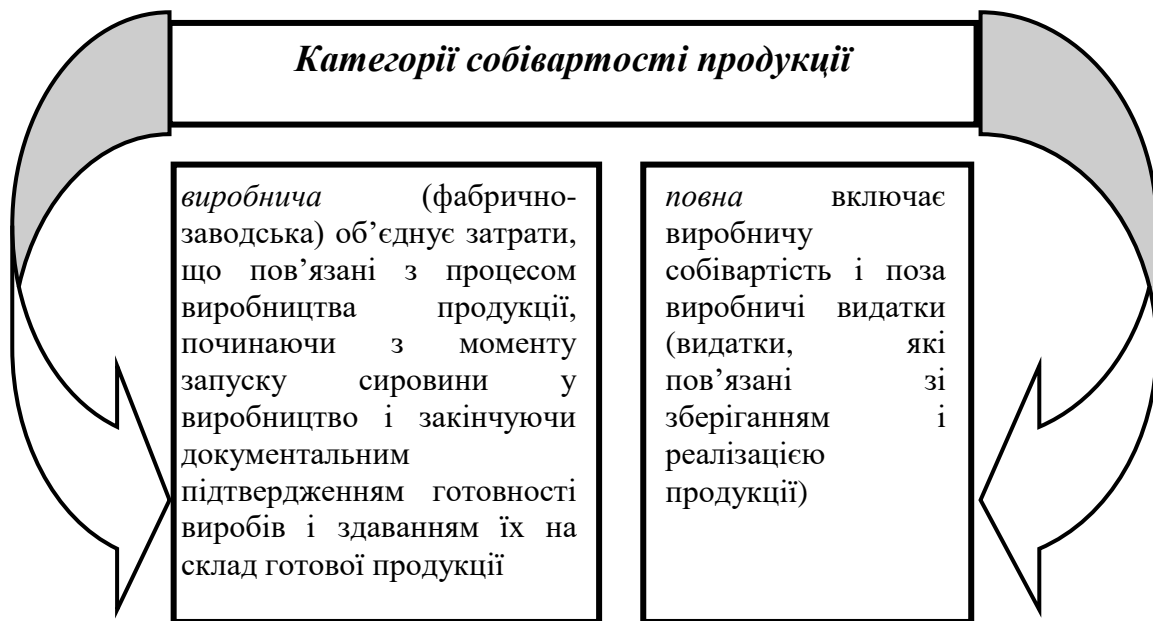 Категорії собівартості продукції
виробнича (фабрично-
заводська) об’єднує затрати,
що пов’язані з процесом
виробництва продукції,
починаючи з моменту
запуску сировини у
виробництво і закінчуючи
документальним
підтвердженням готовності
виробів і здаванням їх на
склад готової продукції
повна включає
виробничу
собівартість і поза
виробничі видатки
(видатки, які
пов’язані зі
зберіганням і
реалізацією
продукції)